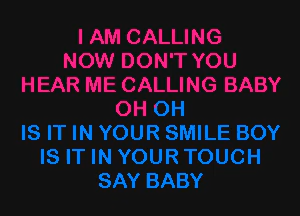 I AM CALLING
NOW DON'T YOU
HEAR ME CALLING BABY
OH OH
IS IT IN YOUR SMILE BOY
IS IT IN YOUR TOUCH
SAY BABY